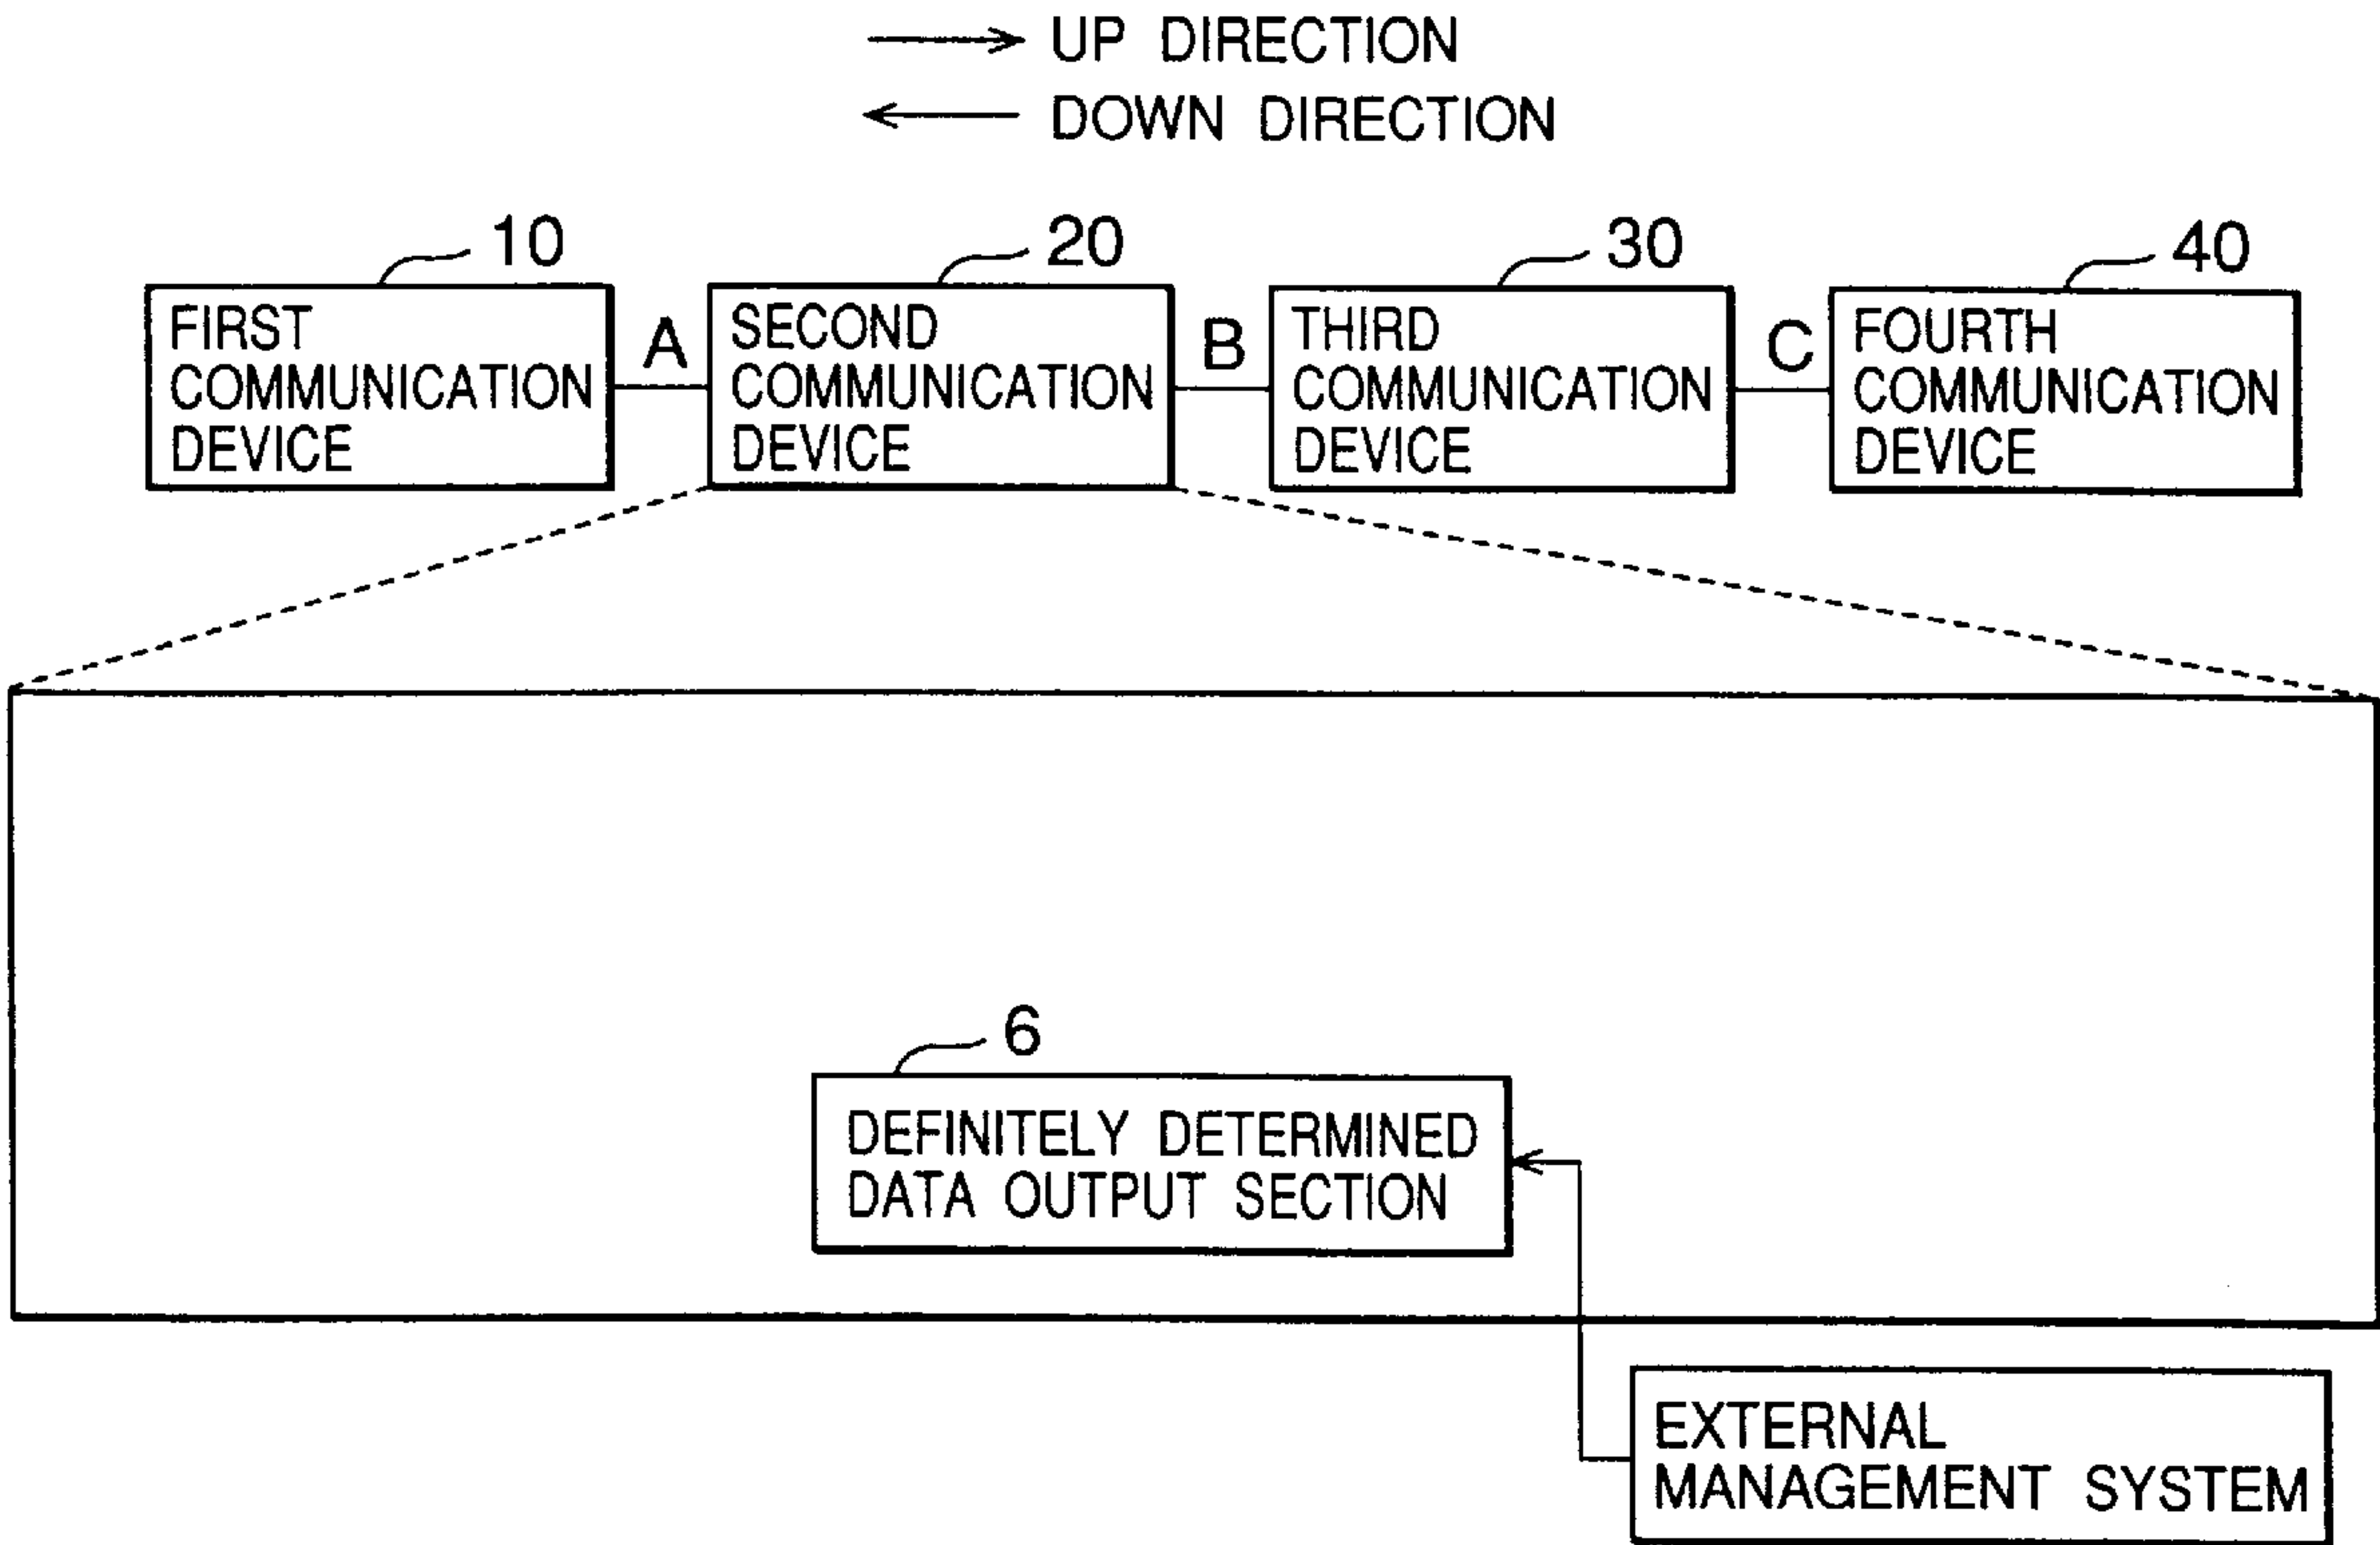 UP DIRECTION
DOWN DIRECTION
10
20
30
40
FIRST
COMMUNICATION
DEVICE
A
SECOND
COMMUNICATION
DEVICE
B
THIRD
COMMUNICATION
DEVICE
C
FOURTH
COMMUNICATION
DEVICE
6
DEFINITELY DETERMINED
DATA OUTPUT SECTION
EXTERNAL
MANAGEMENT SYSTEM